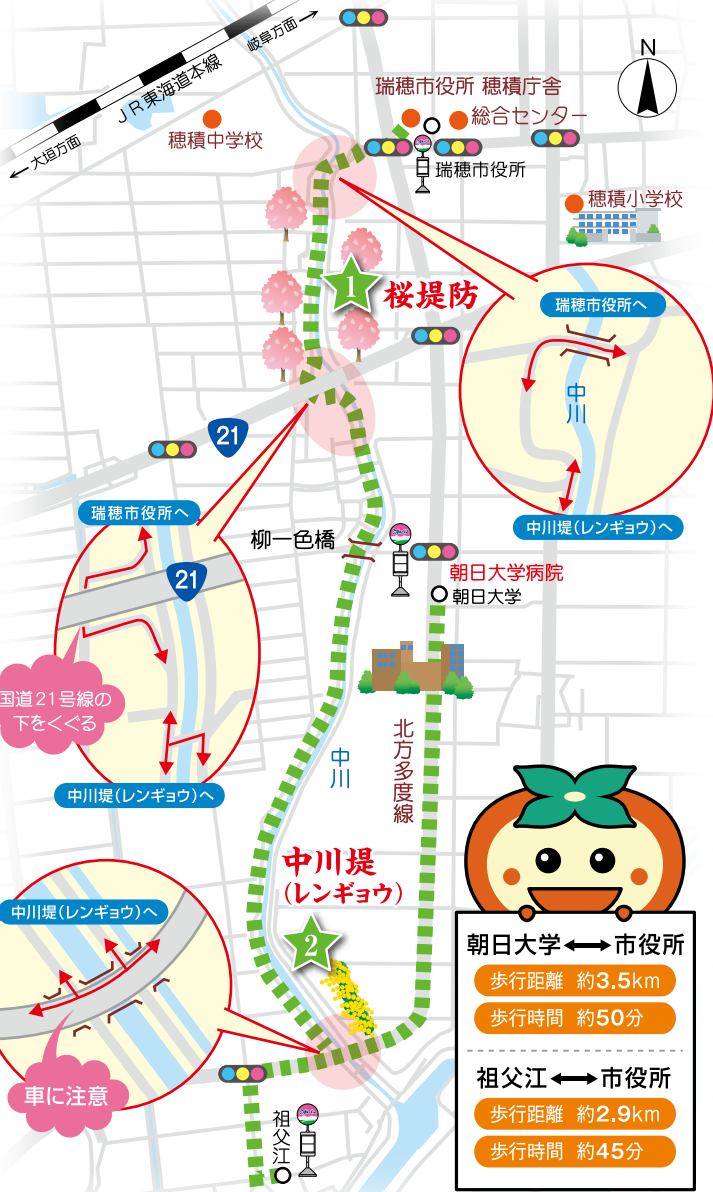 岐阜方面
JR東海道本線
大垣方面
N
瑞穂市役所 穂積庁舎
総合センター
穂積中学校
瑞穂市役所
穂積小学校
1
桜堤防
瑞穂市役所へ
中川
中川堤(レンギョウ)へ
21
瑞穂市役所へ
21
国道21号線の
下をくぐる
中川堤(レンギョウ)へ
柳一色橋
朝日大学病院
朝日大学
北方多度線
中川
中川堤
(レンギョウ)
2
中川堤(レンギョウ)へ
車に注意
祖父江
朝日大学⟷市役所
歩行距離 約3.5km
歩行時間 約50分
祖父江⟷市役所
歩行距離 約2.9km
歩行時間 約45分